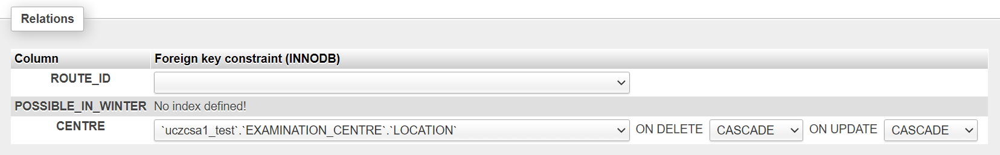 Relations
Column Foreign key constraint (INNODB)
ROUTE_ID
POSSIBLE_IN_WINTER No index defined!
CENTRE `uczcsa1_test`.`EXAMINATION_CENTRE`.`LOCATION` ON DELETE CASCADE ON UPDATE CASCADE